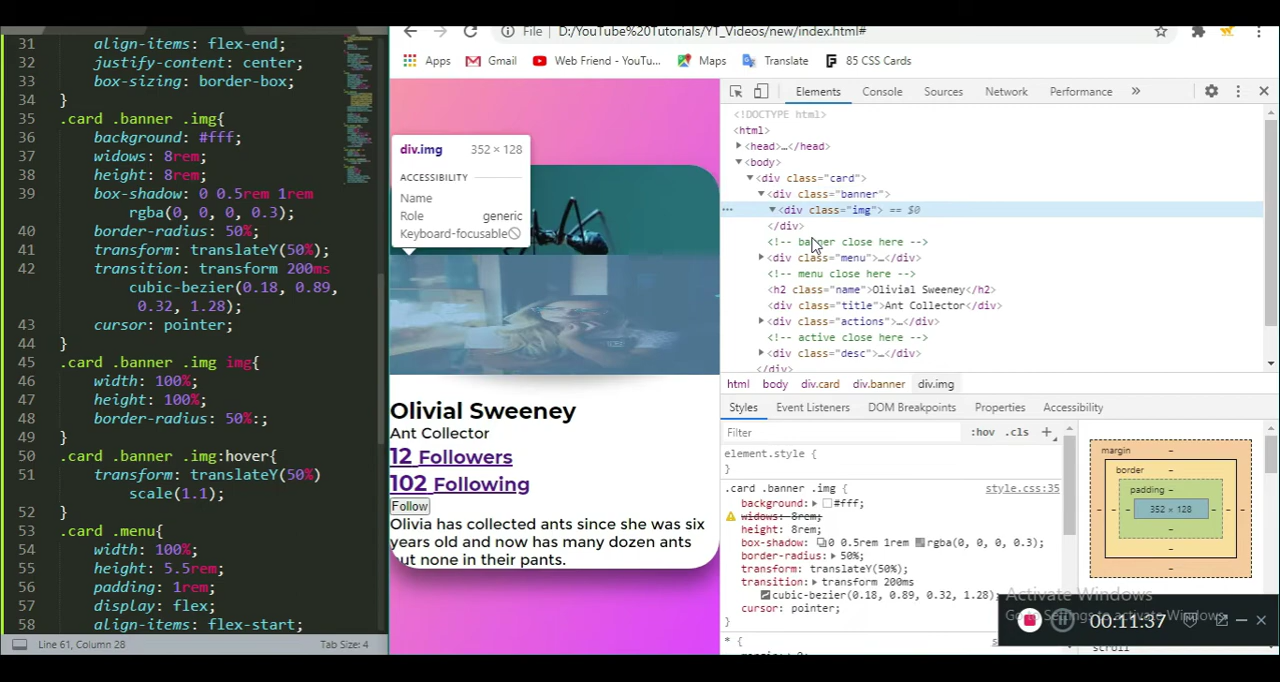 31
align-items: flex-end;
32
justify-content: center;
33
box-sizing: border-box;
34
}
35
.card .banner .img{
36
background: #fff;
37
widows: 8rem;
38
height: 8rem;
39
box-shadow: 0 0.5rem 1rem
rgba(0, 0, 0, 0.3);
40
border-radius: 50%;
41
transform: translateY(50%);
42
transition: transform 200ms
cubic-bezier(0.18, 0.89,
0.32, 1.28);
43
cursor: pointer;
44
}
45
.card .banner .img img{
46
width: 100%;
47
height: 100%;
48
border-radius: 50%:;
49
}
50
.card .banner .img:hover{
51
transform: translateY(50%)
scale(1.1);
52
}
53
.card .menu{
54
width: 100%;
55
height: 5.5rem;
56
padding: 1rem;
57
display: flex;
58
align-items: flex-start;
Line 61, Column 28
Tab Size: 4
File
D:/YouTube%20Tutorials/YT_Videos/new/index.html#
Apps
Gmail
Web Friend - YouTu...
Maps
Translate
85 CSS Cards
div.img
352 × 128
ACCESSIBILITY
Name
Role
generic
Keyboard-focusable
Olivial Sweeney
Ant Collector
12 Followers
102 Following
Follow
Olivia has collected ants since she was six
years old and now has many dozen ants
but none in their pants.
Elements
Console
Sources
Network
Performance
»
<!DOCTYPE html>
<html>
<head>…</head>
<body>
<div class="card">
<div class="banner">
<div class="img"> == $0
</div>
<!-- banner close here -->
<div class="menu">…</div>
<!-- menu close here -->
<h2 class="name">Olivial Sweeney</h2>
<div class="title">Ant Collector</div>
<div class="actions">…</div>
<!-- active close here -->
<div class="desc">…</div>
</div>
html
body
div.card
div.banner
div.img
Styles
Event Listeners
DOM Breakpoints
Properties
Accessibility
Filter
:hov
.cls
+
element.style {
}
.card .banner .img {
style.css:35
background: #fff;
widows: 8rem;
height: 8rem;
box-shadow: 0 0.5rem 1rem rgba(0, 0, 0, 0.3);
border-radius: 50%;
transform: translateY(50%);
transition: transform 200ms
cubic-bezier(0.18, 0.89, 0.32, 1.28);
cursor: pointer;
}
* {
margin
-
border
-
padding
-
352 × 128
Activate Windows
Go to Settings to activate Windows.
00:11:37
scroll